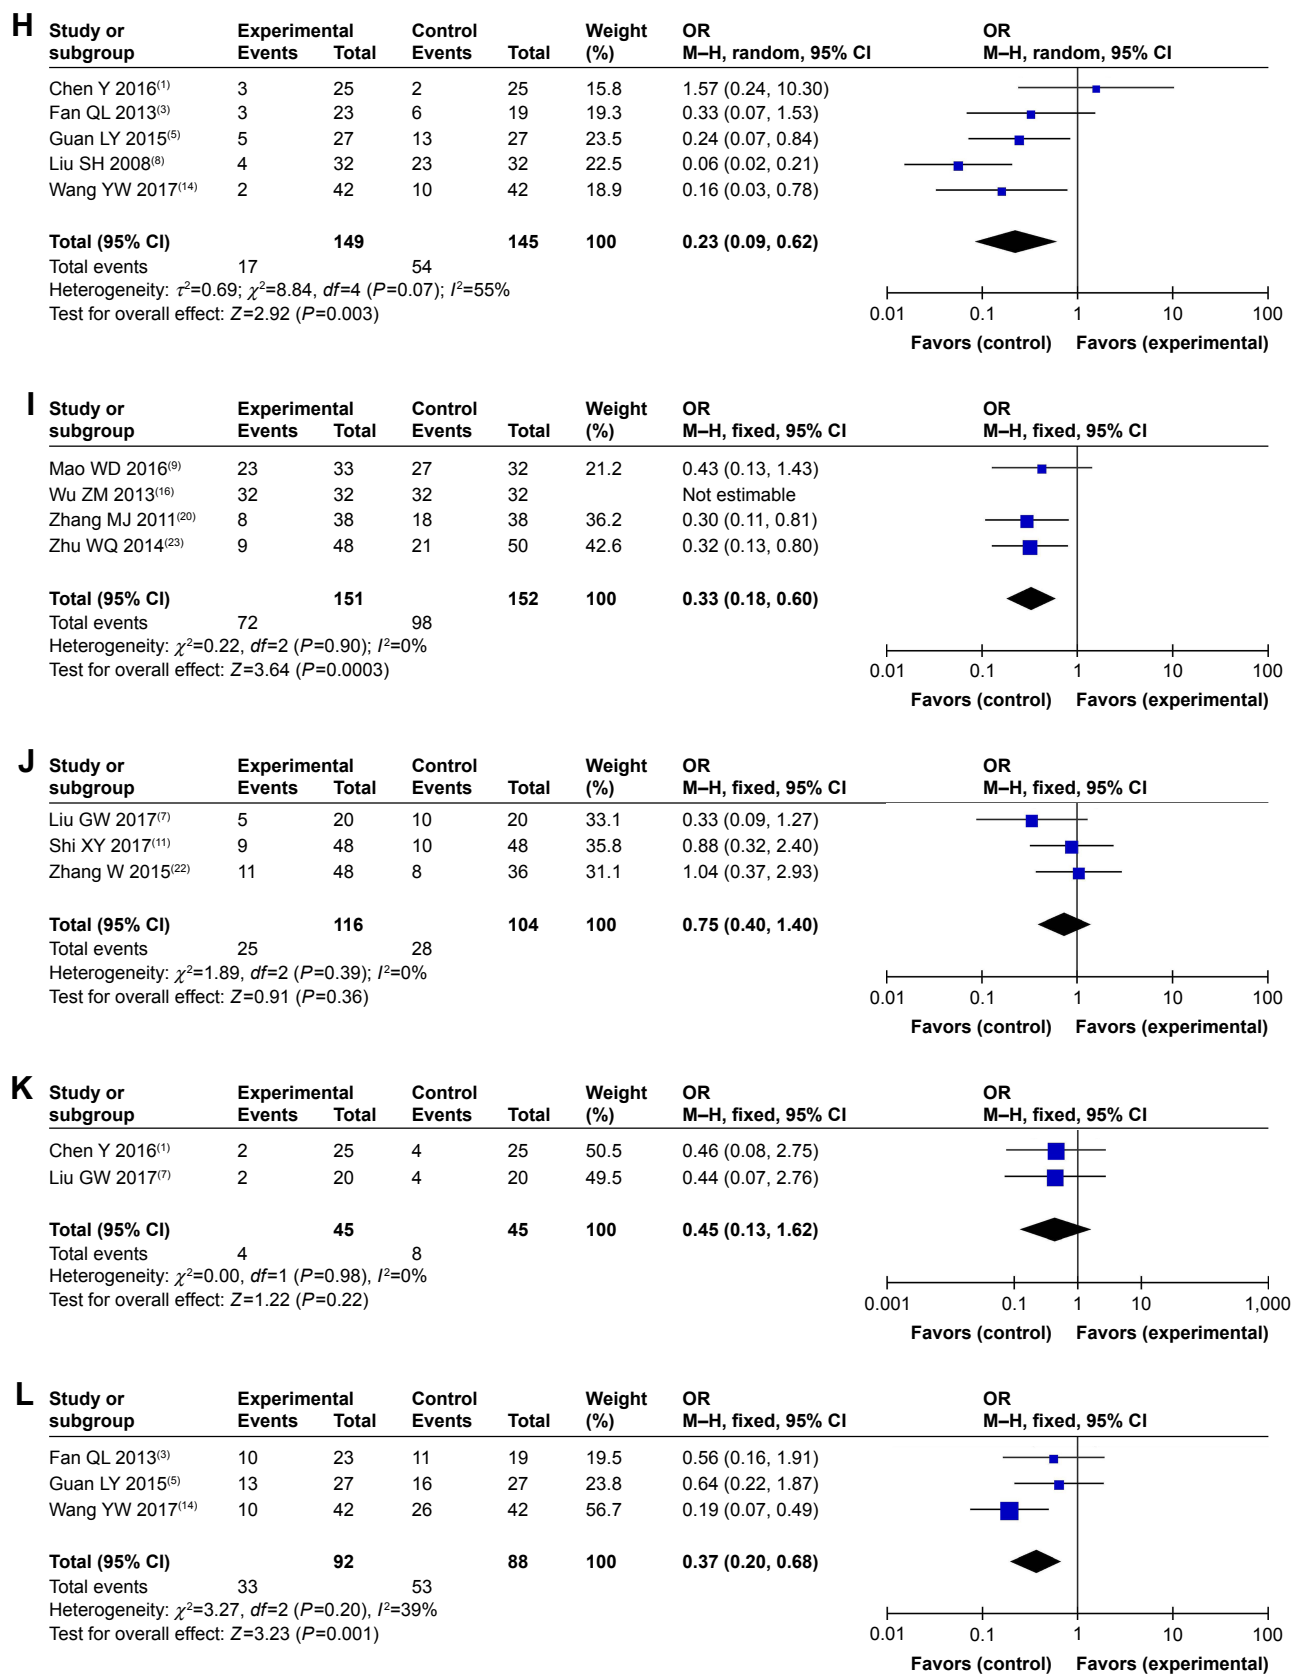 H Study or Experimental Control Weight OR OR
subgroup Events Total Events Total (%) M–H, random, 95% CI M–H, random, 95% CI
Chen Y 2016(1) 3 25 2 25 15.8 1.57 (0.24, 10.30)
Fan QL 2013(3) 3 23 6 19 19.3 0.33 (0.07, 1.53)
Guan LY 2015(5) 5 27 13 27 23.5 0.24 (0.07, 0.84)
Liu SH 2008(8) 4 32 23 32 22.5 0.06 (0.02, 0.21)
Wang YW 2017(14) 2 42 10 42 18.9 0.16 (0.03, 0.78)
Total (95% CI) 149 145 100 0.23 (0.09, 0.62)
Total events 17 54
Heterogeneity: τ²=0.69; χ²=8.84, df=4 (P=0.07); I²=55%
Test for overall effect: Z=2.92 (P=0.003)
0.01 0.1 1 10 100
Favors (control) Favors (experimental)
I Study or Experimental Control Weight OR OR
subgroup Events Total Events Total (%) M–H, fixed, 95% CI M–H, fixed, 95% CI
Mao WD 2016(9) 23 33 27 32 21.2 0.43 (0.13, 1.43)
Wu ZM 2013(16) 32 32 32 32 Not estimable
Zhang MJ 2011(20) 8 38 18 38 36.2 0.30 (0.11, 0.81)
Zhu WQ 2014(23) 9 48 21 50 42.6 0.32 (0.13, 0.80)
Total (95% CI) 151 152 100 0.33 (0.18, 0.60)
Total events 72 98
Heterogeneity: χ²=0.22, df=2 (P=0.90); I²=0%
Test for overall effect: Z=3.64 (P=0.0003)
0.01 0.1 1 10 100
Favors (control) Favors (experimental)
J Study or Experimental Control Weight OR OR
subgroup Events Total Events Total (%) M–H, fixed, 95% CI M–H, fixed, 95% CI
Liu GW 2017(7) 5 20 10 20 33.1 0.33 (0.09, 1.27)
Shi XY 2017(11) 9 48 10 48 35.8 0.88 (0.32, 2.40)
Zhang W 2015(22) 11 48 8 36 31.1 1.04 (0.37, 2.93)
Total (95% CI) 116 104 100 0.75 (0.40, 1.40)
Total events 25 28
Heterogeneity: χ²=1.89, df=2 (P=0.39); I²=0%
Test for overall effect: Z=0.91 (P=0.36)
0.01 0.1 1 10 100
Favors (control) Favors (experimental)
K Study or Experimental Control Weight OR OR
subgroup Events Total Events Total (%) M–H, fixed, 95% CI M–H, fixed, 95% CI
Chen Y 2016(1) 2 25 4 25 50.5 0.46 (0.08, 2.75)
Liu GW 2017(7) 2 20 4 20 49.5 0.44 (0.07, 2.76)
Total (95% CI) 45 45 100 0.45 (0.13, 1.62)
Total events 4 8
Heterogeneity: χ²=0.00, df=1 (P=0.98), I²=0%
Test for overall effect: Z=1.22 (P=0.22)
0.001 0.1 1 10 1,000
Favors (control) Favors (experimental)
L Study or Experimental Control Weight OR OR
subgroup Events Total Events Total (%) M–H, fixed, 95% CI M–H, fixed, 95% CI
Fan QL 2013(3) 10 23 11 19 19.5 0.56 (0.16, 1.91)
Guan LY 2015(5) 13 27 16 27 23.8 0.64 (0.22, 1.87)
Wang YW 2017(14) 10 42 26 42 56.7 0.19 (0.07, 0.49)
Total (95% CI) 92 88 100 0.37 (0.20, 0.68)
Total events 33 53
Heterogeneity: χ²=3.27, df=2 (P=0.20), I²=39%
Test for overall effect: Z=3.23 (P=0.001)
0.01 0.1 1 10 100
Favors (control) Favors (experimental)